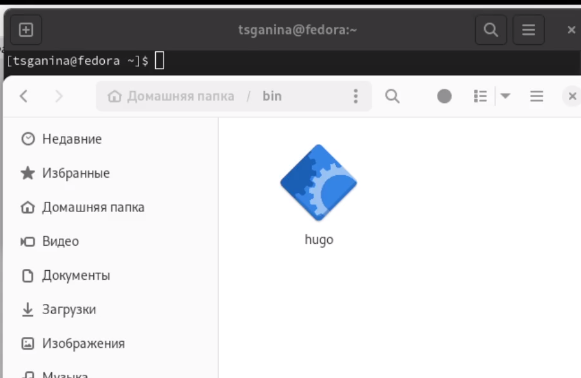 tsganina@fedora:~
[tsganina@fedora ~]$
Домашняя папка / bin
Недавние
Избранные
Домашняя папка
Видео
Документы
Загрузки
Изображения
Музыка
hugo